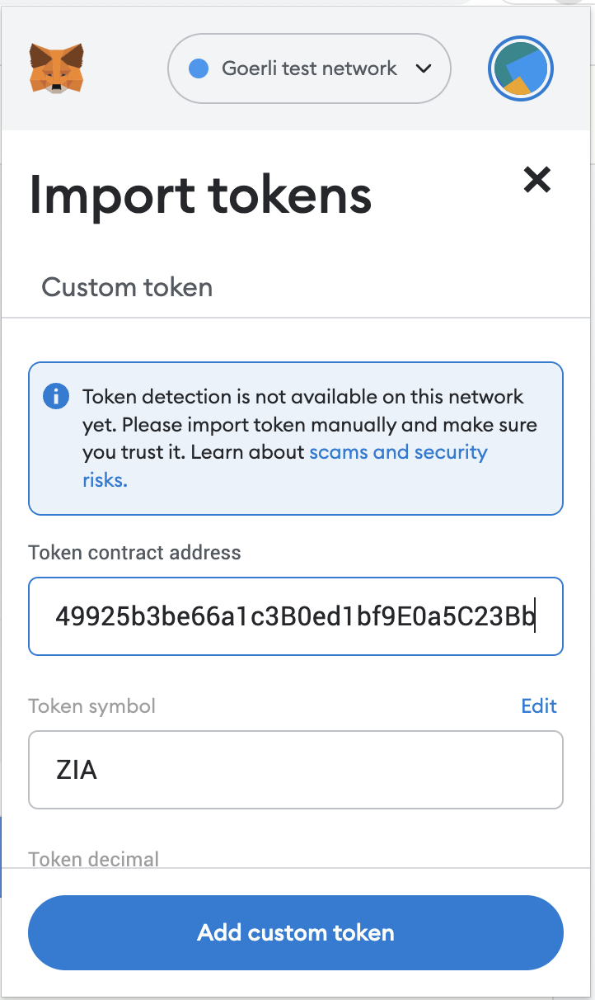 Goerli test network
Import tokens
Custom token
Token detection is not available on this network
yet. Please import token manually and make sure
you trust it. Learn about scams and security
risks.
Token contract address
49925b3be66a1c3B0ed1bf9E0a5C23Bb
Token symbol
Edit
ZIA
Token decimal
Add custom token